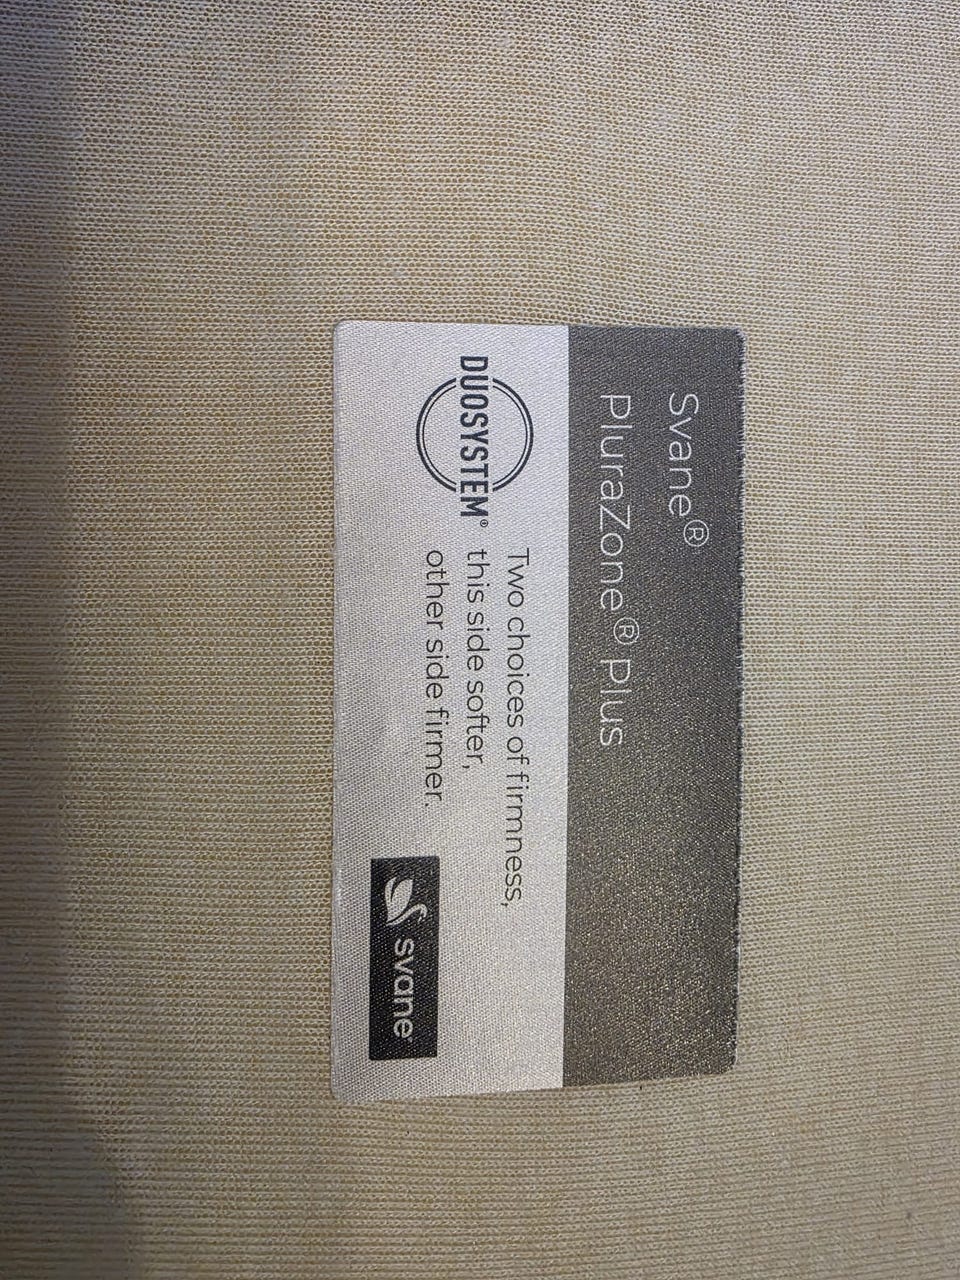 Svane®
PluraZone® Plus
DUOSYSTEM®
Two choices of firmness,
this side softer,
other side firmer.
svane